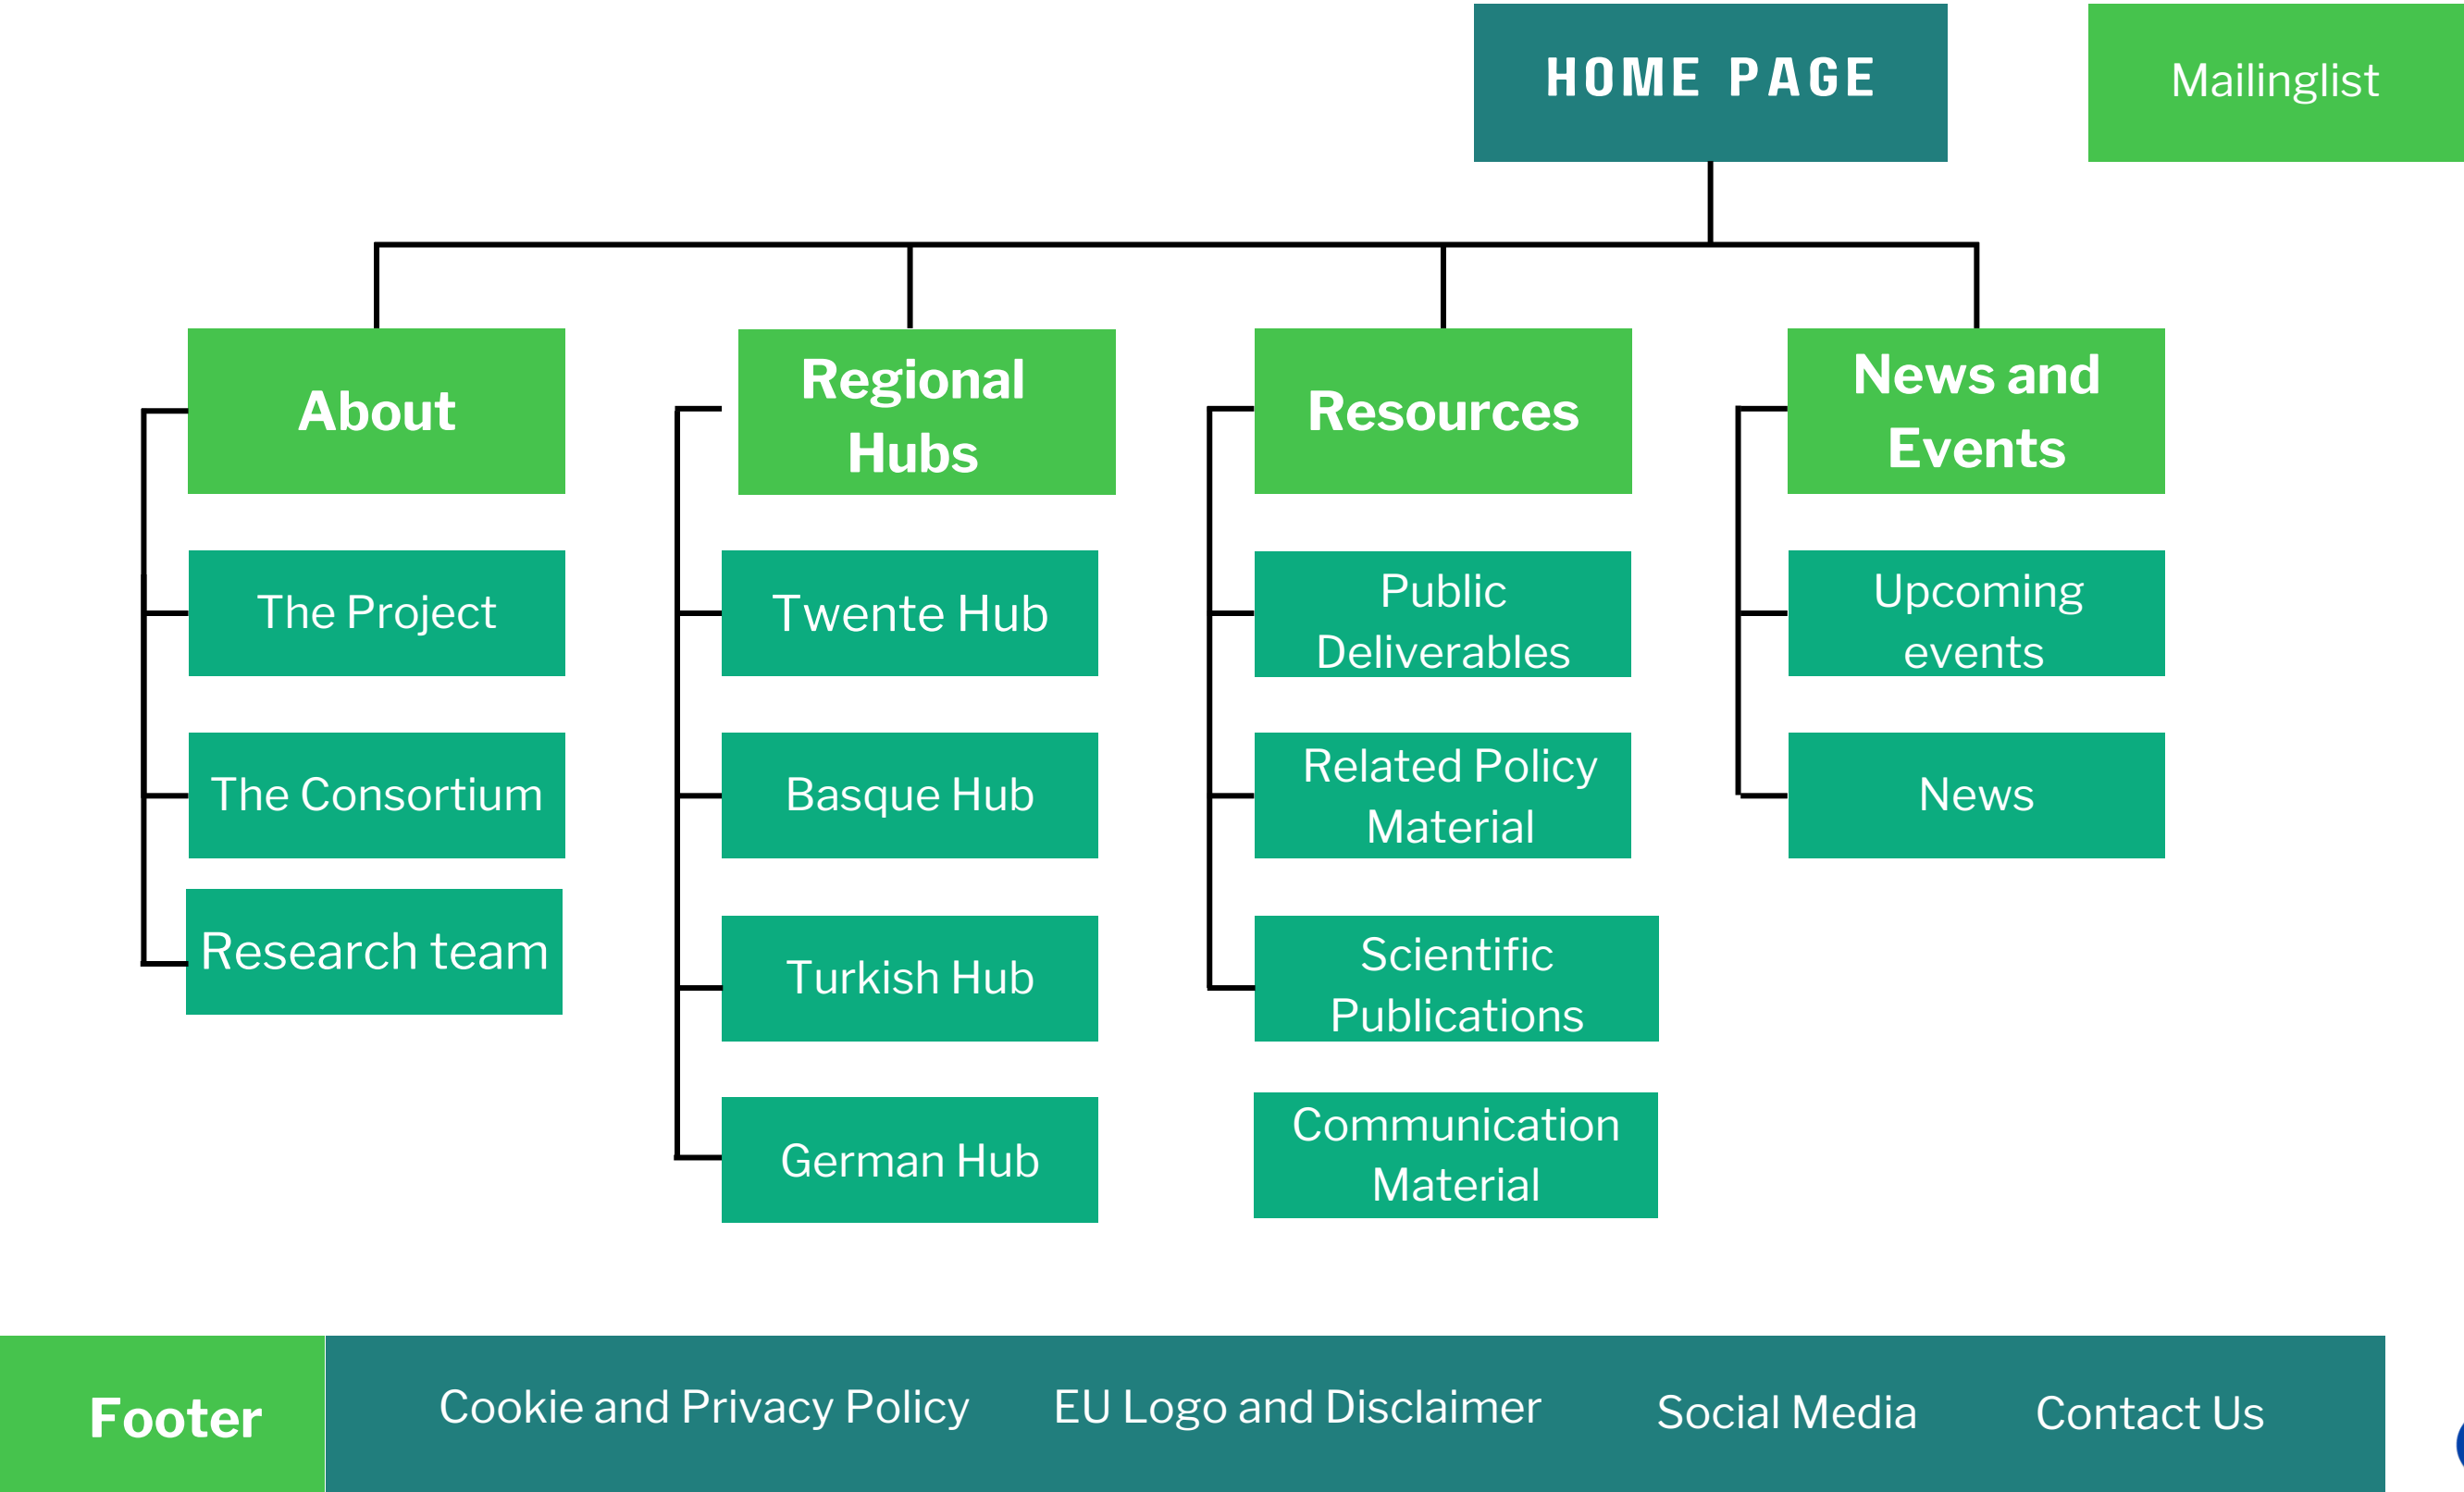 HOME PAGE
Mailinglist
About
Regional
Hubs
Resources
News and
Events
The Project
The Consortium
Research team
Twente Hub
Basque Hub
Turkish Hub
German Hub
Public
Deliverables
Related Policy
Material
Scientific
Publications
Communication
Material
Upcoming
events
News
Footer
Cookie and Privacy Policy
EU Logo and Disclaimer
Social Media
Contact Us